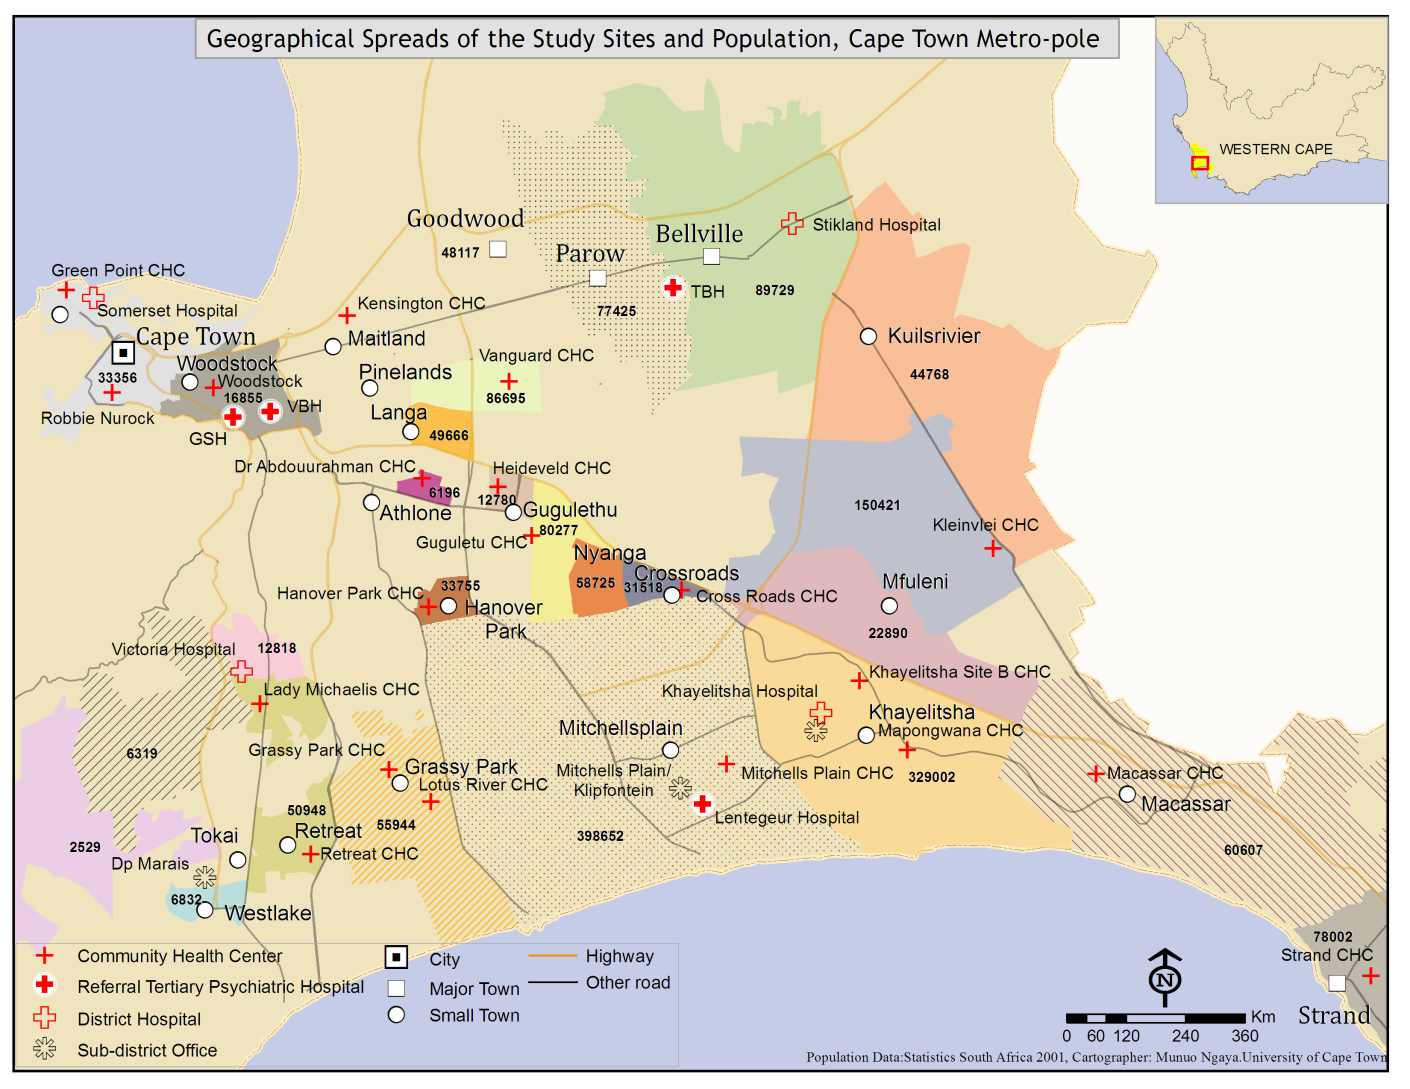 Geographical Spreads of the Study Sites and Population, Cape Town Metro-pole
WESTERN CAPE
Goodwood
48117
Parow
77425
Bellville
Stikland Hospital
TBH
89729
Green Point CHC
Somerset Hospital
Cape Town
33356
Robbie Nurock
Woodstock
Woodstock
16855
VBH
GSH
Kensington CHC
Maitland
Pinelands
Vanguard CHC
86695
Langa
49666
Kuilsrivier
44768
Dr Abdouurahman CHC
6196
Athlone
Heideveld CHC
12780
Gugulethu
80277
Guguletu CHC
Nyanga
58725
Crossroads
31518
Cross Roads CHC
150421
Kleinvlei CHC
Mfuleni
22890
Hanover Park CHC
33755
Hanover
Park
Victoria Hospital
12818
Lady Michaelis CHC
Khayelitsha Site B CHC
Khayelitsha Hospital
Khayelitsha
Mapongwana CHC
329002
Mitchellsplain
Mitchells Plain/
Klipfontein
Mitchells Plain CHC
Lentegeur Hospital
398652
Grassy Park CHC
Grassy Park
Lotus River CHC
55944
6319
2529
50948
Tokai
Retreat
Retreat CHC
Dp Marais
6832
Westlake
Macassar CHC
Macassar
60607
78002
Strand CHC
Strand
Community Health Center
Referral Tertiary Psychiatric Hospital
District Hospital
Sub-district Office
City
Major Town
Small Town
Highway
Other road
N
Km
0 60 120 240 360
Population Data:Statistics South Africa 2001, Cartographer: Munuo Ngaya.University of Cape Town